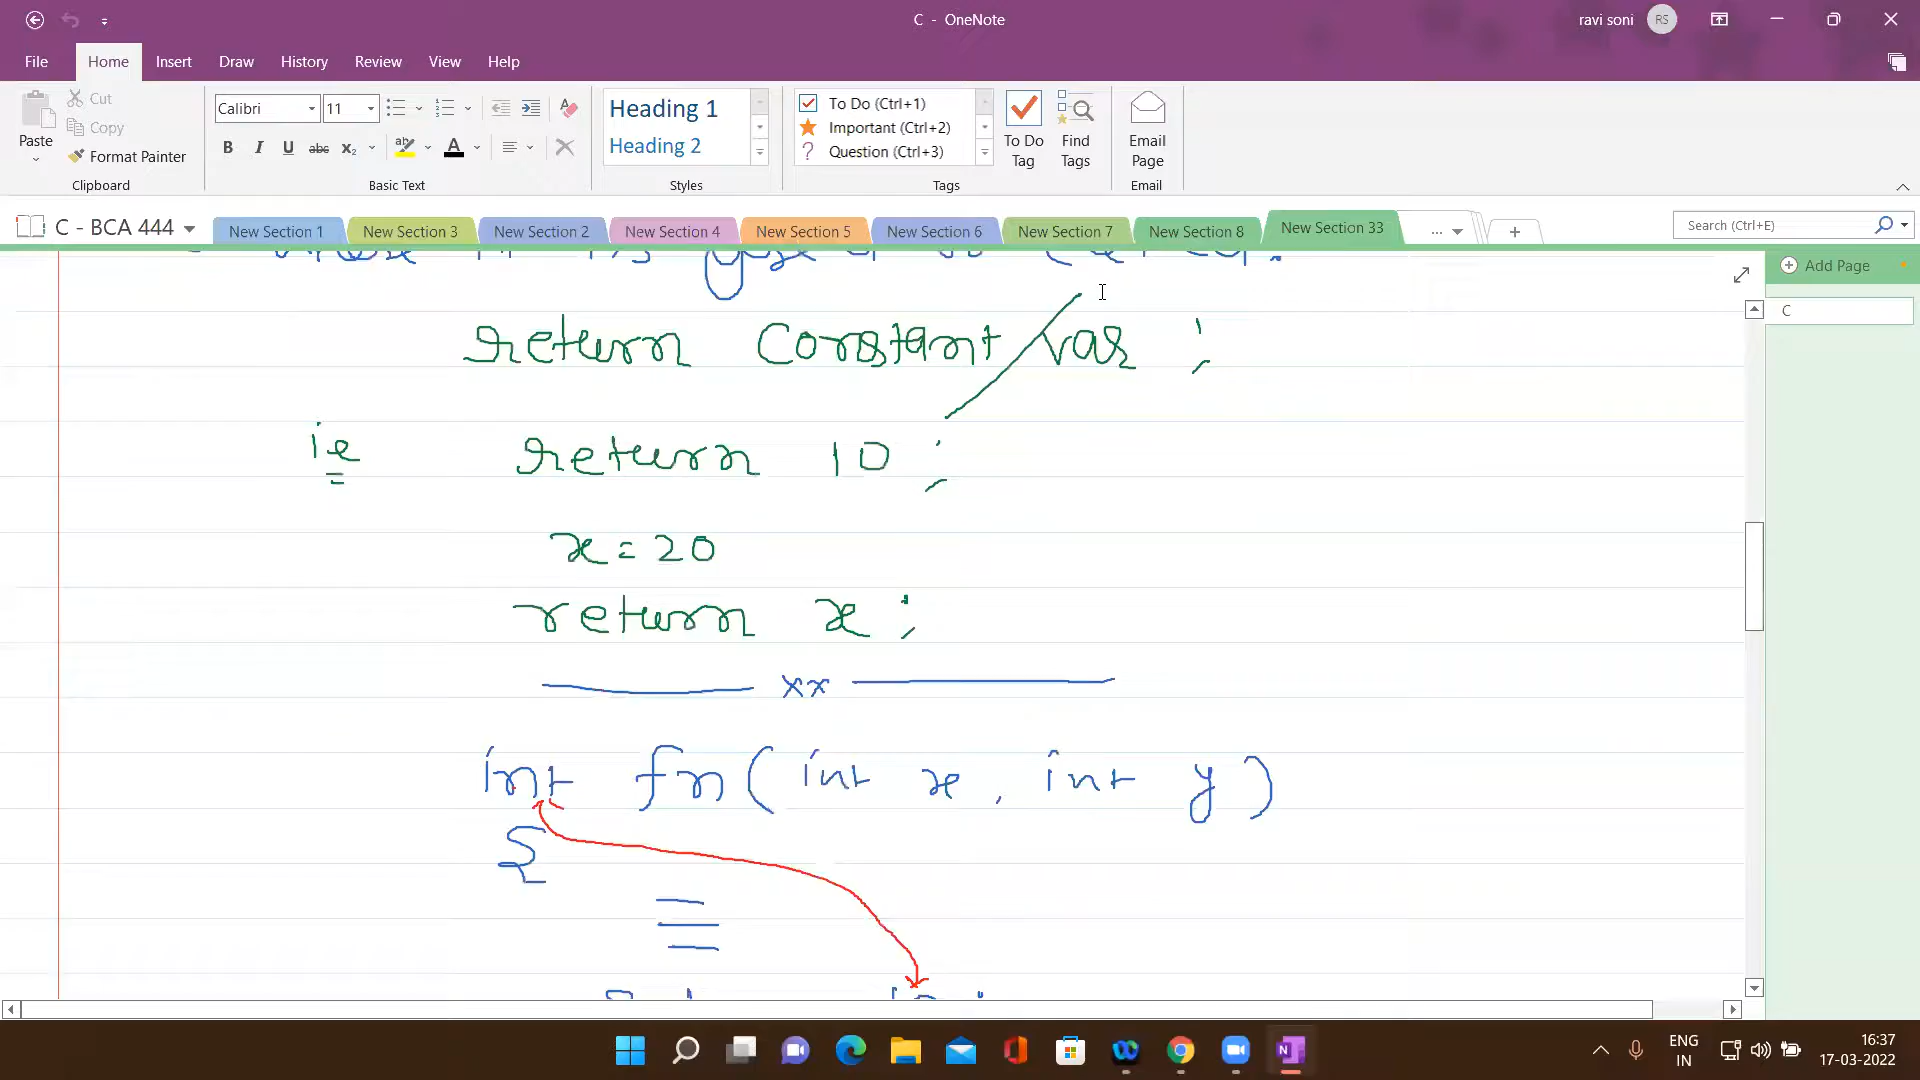 C - OneNote
ravi soni RS
File Home Insert Draw History Review View Help
Paste Cut Copy Format Painter Clipboard
Calibri 11 B I U abc x₂ A Basic Text
Heading 1 Heading 2 Styles
To Do (Ctrl+1) Important (Ctrl+2) Question (Ctrl+3) To Do Tag Find Tags Tags
Email Page Email
C - BCA 444 New Section 1 New Section 3 New Section 2 New Section 4 New Section 5 New Section 6 New Section 7 New Section 8 New Section 33 ... Search (Ctrl+E)
Add Page
C
return Constant/var ;
ie return 10 ;
x = 20
return x ;
xx
int fn( int x , int y )
{
ENG IN 16:37 17-03-2022